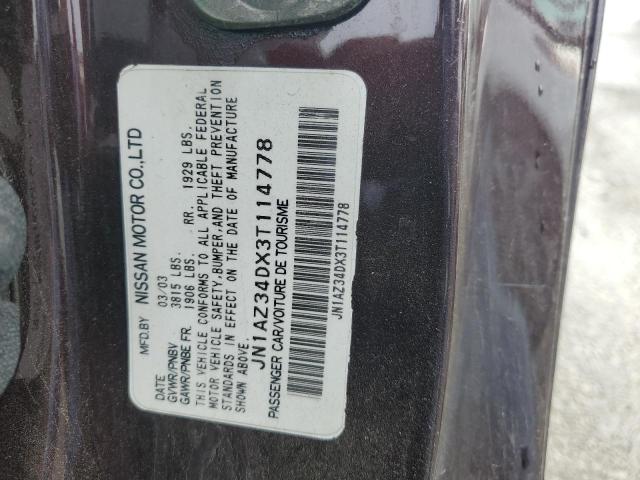 MFD.BY NISSAN MOTOR CO.,LTD
DATE 03/03
GVWR/PNBV 3815 LBS.
GAWR/PNBE FR. 1906 LBS. RR. 1929 LBS.
THIS VEHICLE CONFORMS TO ALL APPLICABLE FEDERAL
MOTOR VEHICLE SAFETY,BUMPER,AND THEFT PREVENTION
STANDARDS IN EFFECT ON THE DATE OF MANUFACTURE
SHOWN ABOVE.
JN1AZ34DX3T114778
PASSENGER CAR/VOITURE DE TOURISME
JN1AZ34DX3T114778